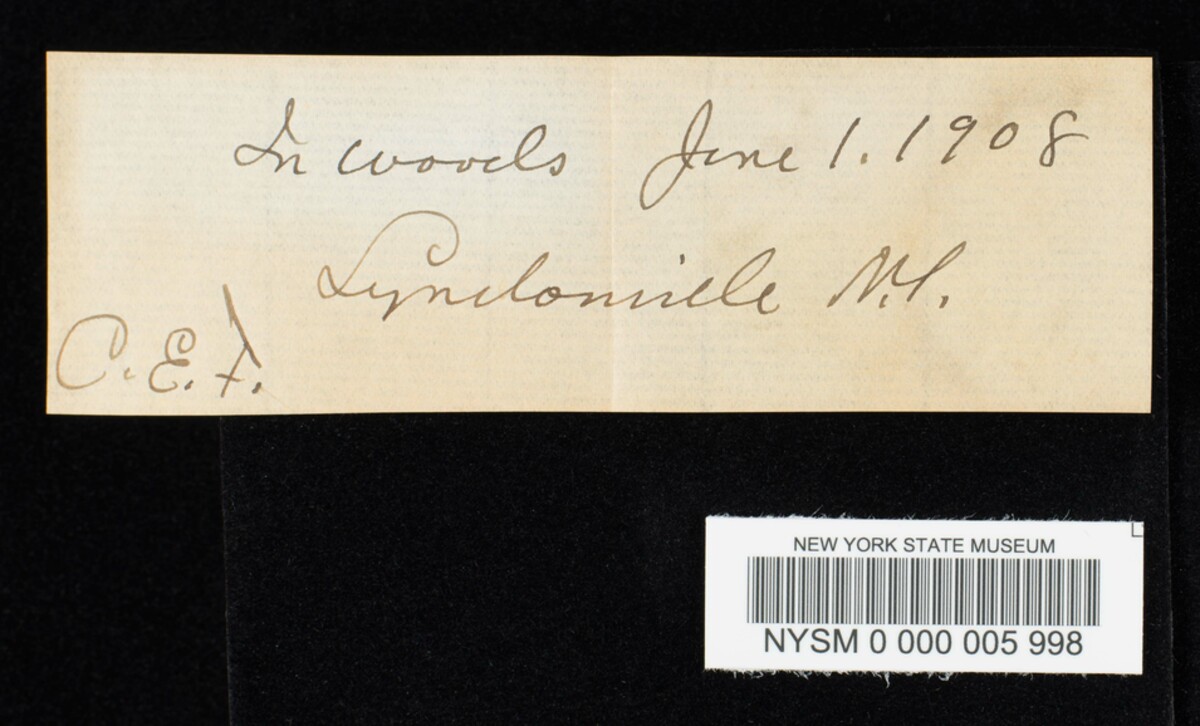 In woods June 1. 1908
Lyndonville N.Y.
C. E. F.
NEW YORK STATE MUSEUM
NYSM 0 000 005 998